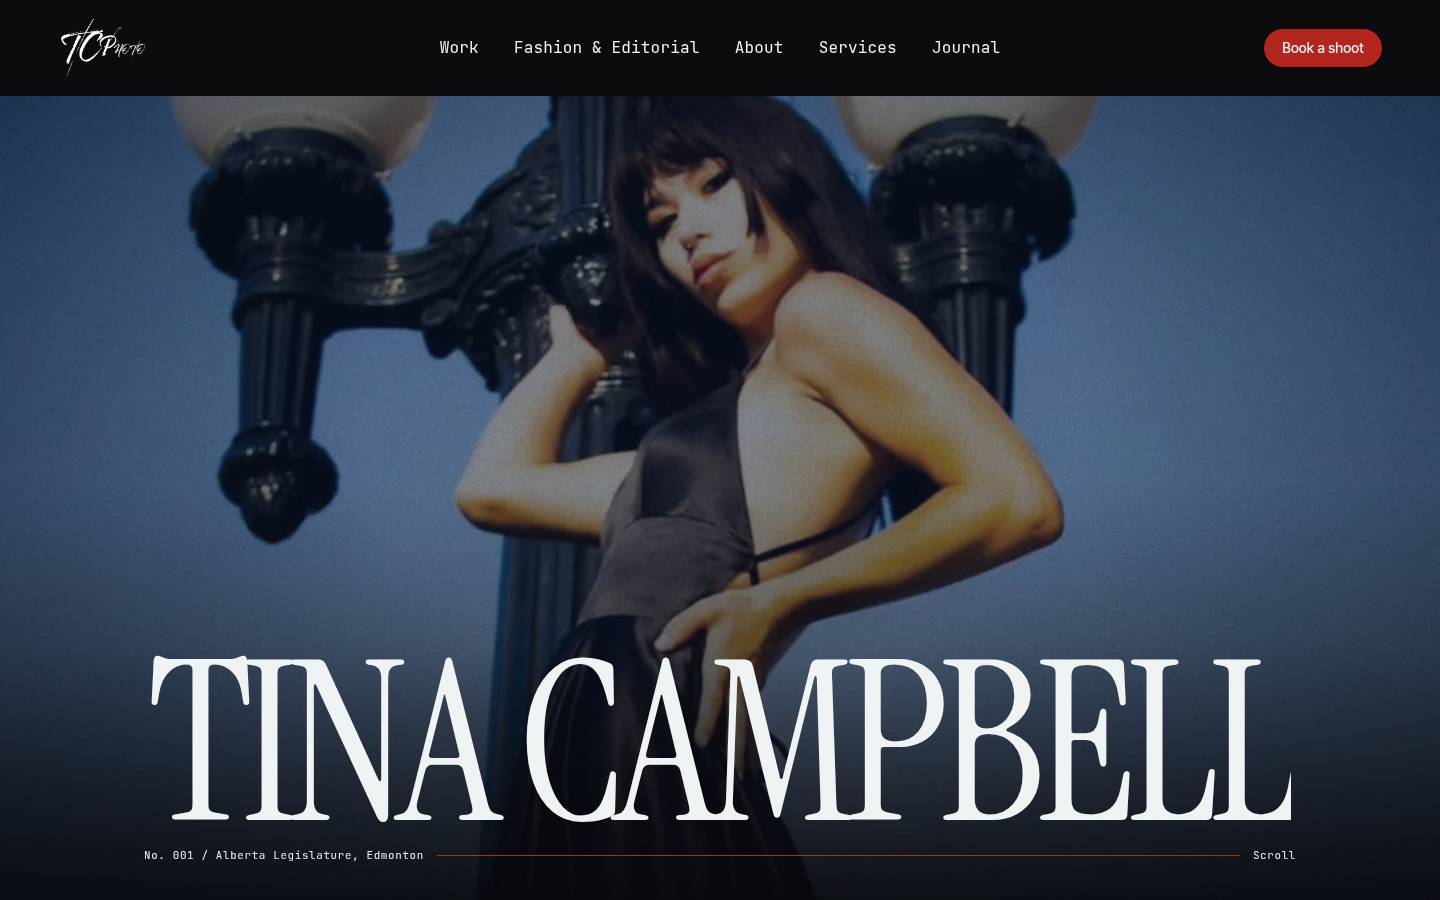 TCPHOTO
Work
Fashion & Editorial
About
Services
Journal
Book a shoot
TINA CAMPBELL
No. 001 / Alberta Legislature, Edmonton
Scroll